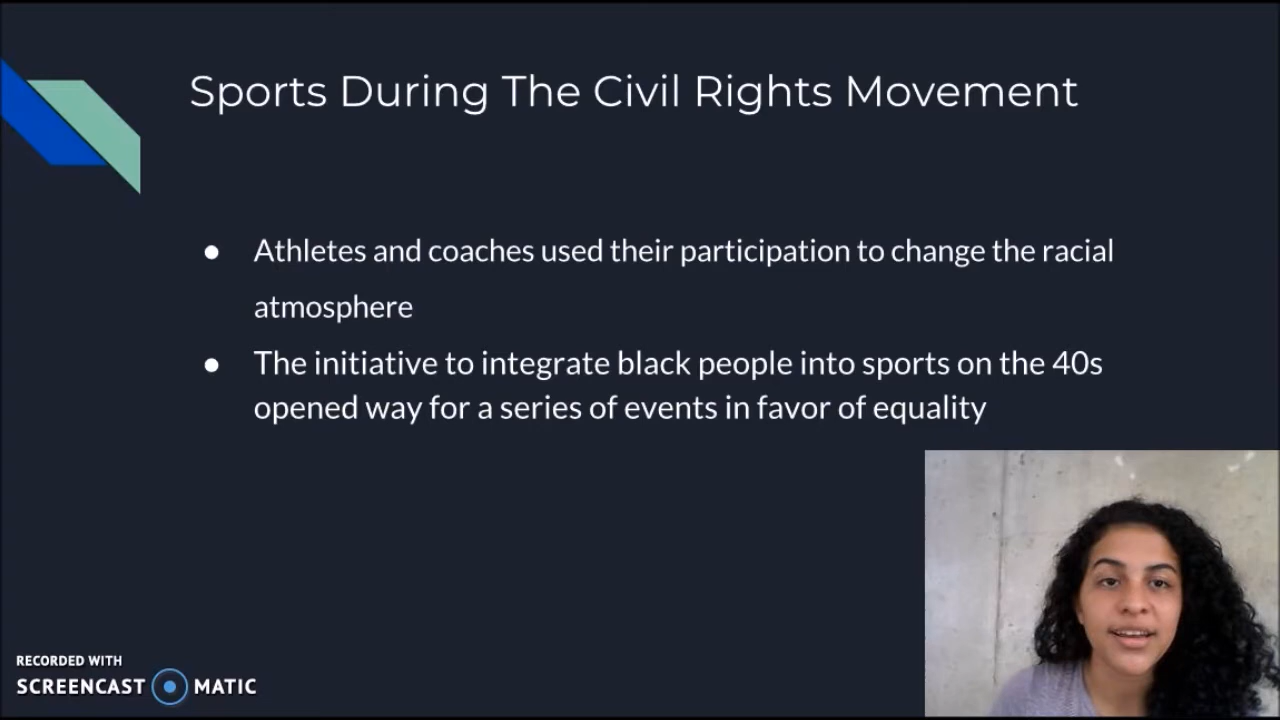 Sports During The Civil Rights Movement
● Athletes and coaches used their participation to change the racial
atmosphere
● The initiative to integrate black people into sports on the 40s
opened way for a series of events in favor of equality
RECORDED WITH
SCREENCAST MATIC